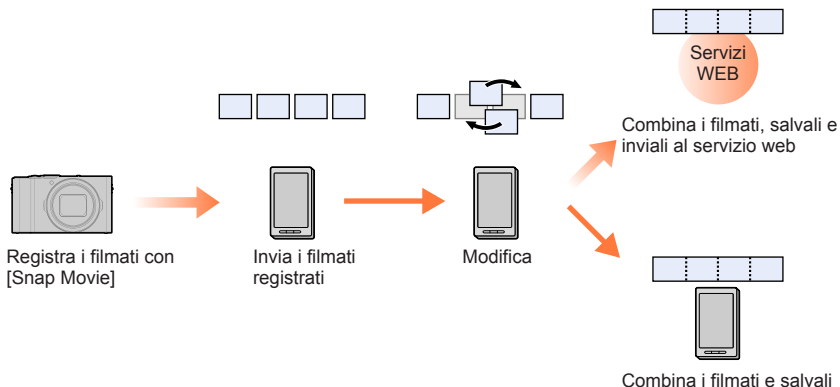 Servizi
WEB
Combina i filmati, salvali e
inviali al servizio web
Registra i filmati con
[Snap Movie]
Invia i filmati
registrati
Modifica
Combina i filmati e salvali